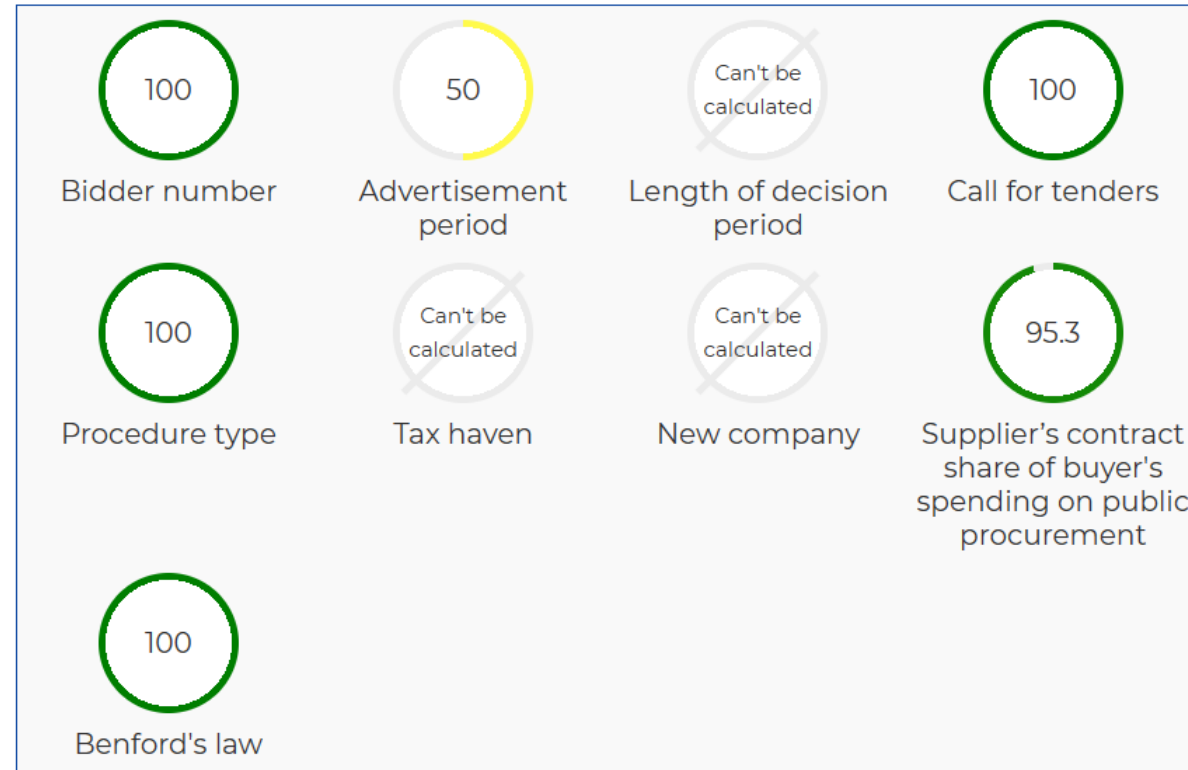 100
Bidder number
50
Advertisement
period
Can't be
calculated
Length of decision
period
100
Call for tenders
100
Procedure type
Can't be
calculated
Tax haven
Can't be
calculated
New company
95.3
Supplier’s contract
share of buyer's
spending on public
procurement
100
Benford's law